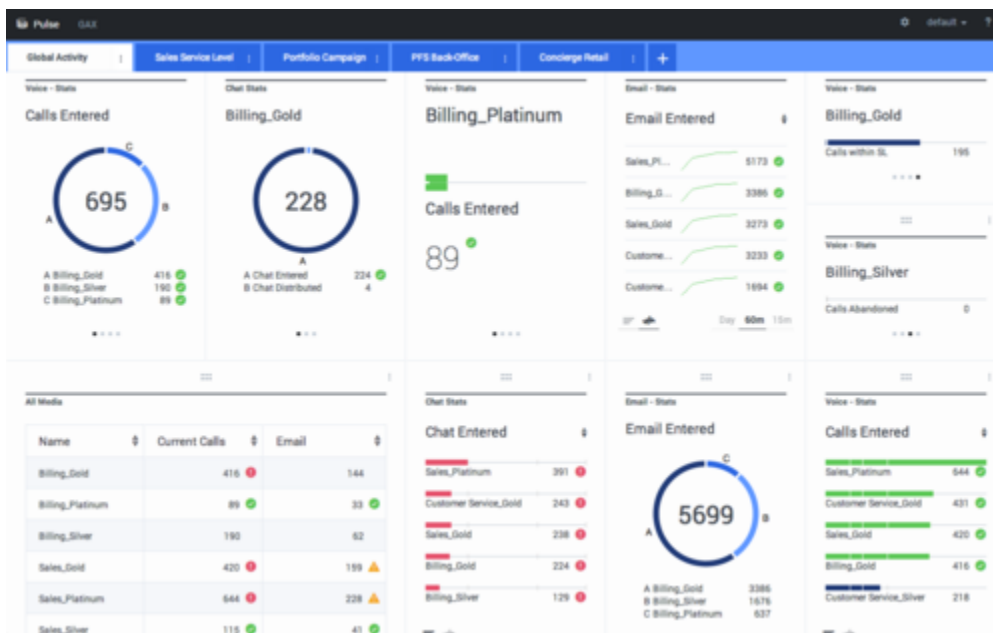 Pulse GAX default ?
Global Activity Sales Service Level Portfolio Campaign PFS Back-Office Concierge Retail +
Voice - Stats
Calls Entered
C
695
A
B
A Billing_Gold 416
B Billing_Silver 190
C Billing_Platinum 89
Chat Stats
Billing_Gold
228
A
A Chat Entered 224
B Chat Distributed 4
Voice - Stats
Billing_Platinum
Calls Entered
89
Email - Stats
Email Entered
Sales_Pl... 5173
Billing_G... 3386
Sales_Gold 3273
Custome... 3233
Custome... 1694
Day 60m 15m
Voice - Stats
Billing_Gold
Calls within SL 195
Voice - Stats
Billing_Silver
Calls Abandoned 0
All Media
Name Current Calls Email
Billing_Gold 416 144
Billing_Platinum 89 33
Billing_Silver 190 62
Sales_Gold 420 159
Sales_Platinum 644 228
Sales_Silver 115 41
Chat Stats
Chat Entered
Sales_Platinum 391
Customer Service_Gold 243
Sales_Gold 238
Billing_Gold 224
Billing_Silver 129
Email - Stats
Email Entered
C
5699
A
B
A Billing_Gold 3386
B Billing_Silver 1676
C Billing_Platinum 637
Voice - Stats
Calls Entered
Sales_Platinum 644
Customer Service_Gold 431
Sales_Gold 420
Billing_Gold 416
Customer Service_Silver 218